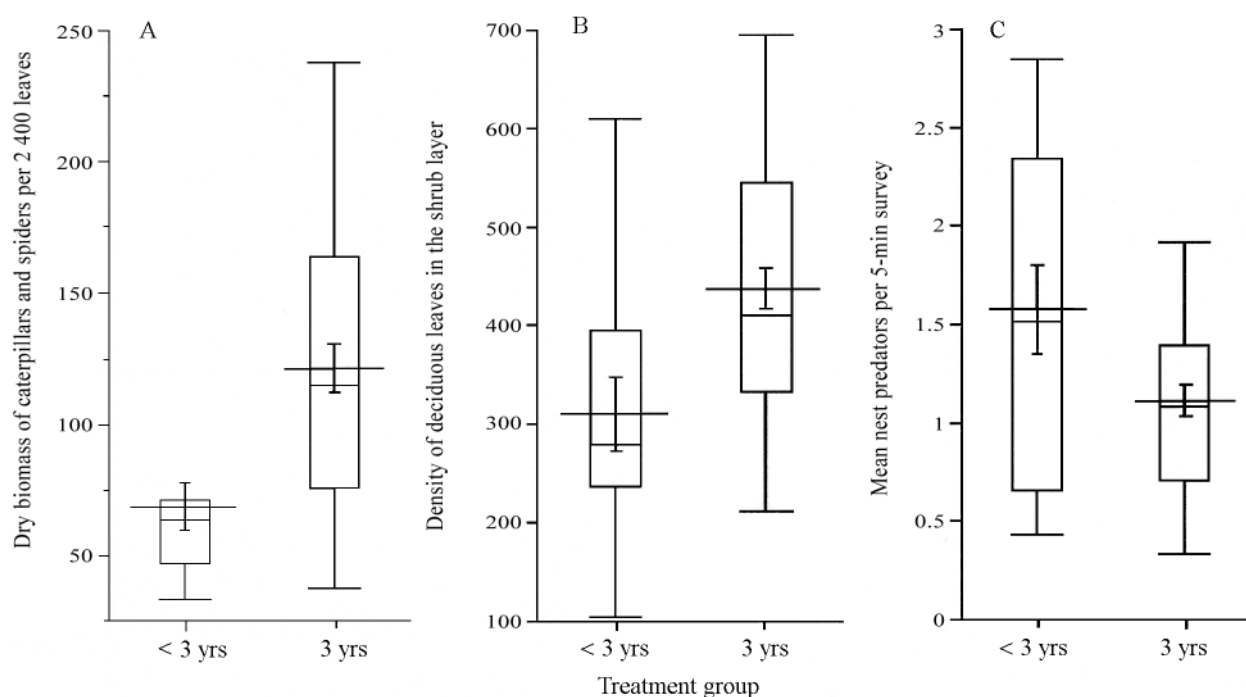 A
Dry biomass of caterpillars and spiders per 2 400 leaves
250
200
150
100
50
< 3 yrs
3 yrs
B
Density of deciduous leaves in the shrub layer
700
600
500
400
300
200
100
< 3 yrs
3 yrs
C
Mean nest predators per 5-min survey
3
2.5
2
1.5
1
0.5
0
< 3 yrs
3 yrs
Treatment group